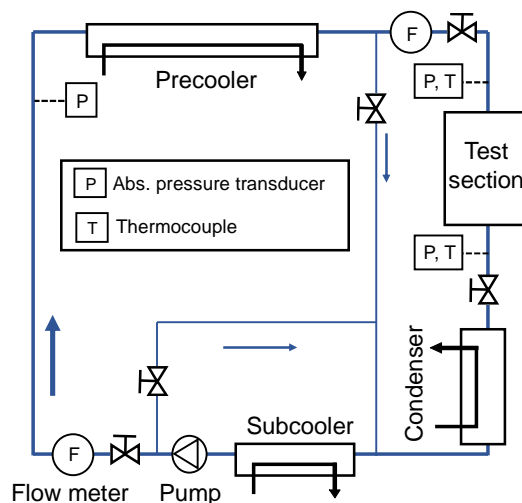 F
Precooler
P
P, T
Test
section
P Abs. pressure transducer
T Thermocouple
P, T
Condenser
Subcooler
F
Flow meter
Pump